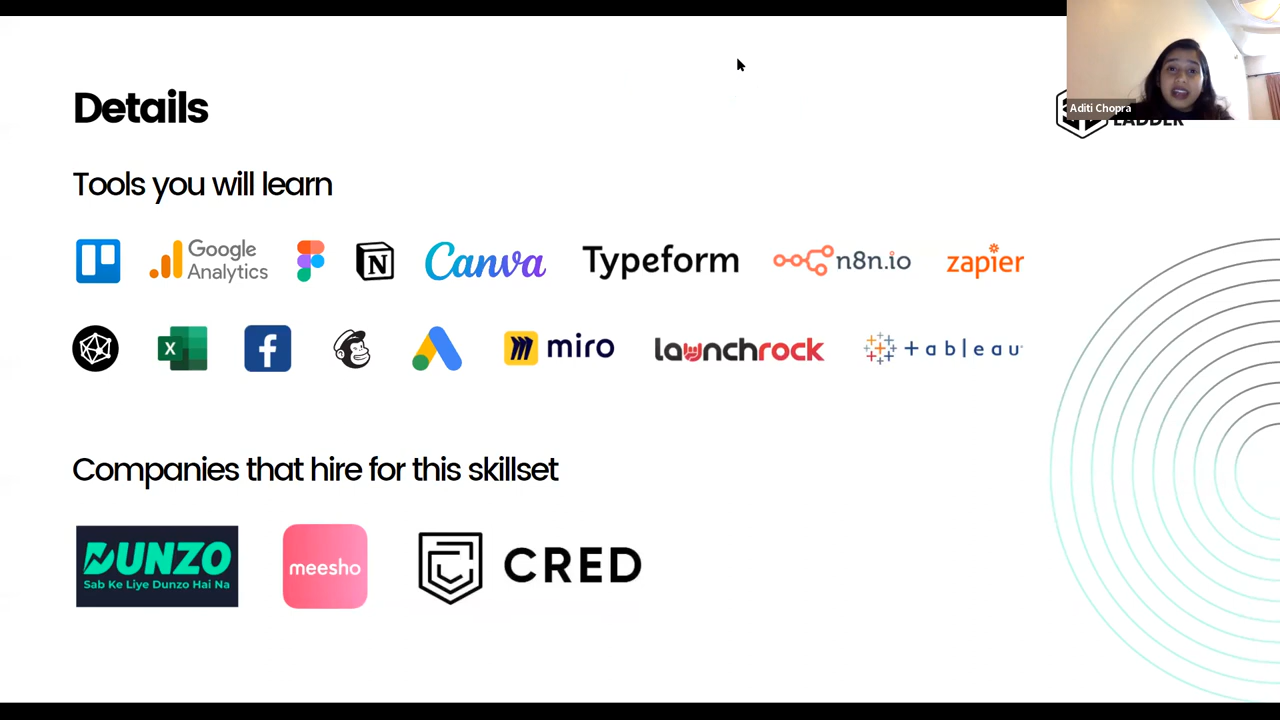 Details
Aditi Chopra
LADDER
Tools you will learn
Google
Analytics
N
Canva
Typeform
n8n.io
zapier
X
f
miro
launchrock
+ a b | e a u
Companies that hire for this skillset
DUNZO
Sab Ke Liye Dunzo Hai Na
meesho
CRED